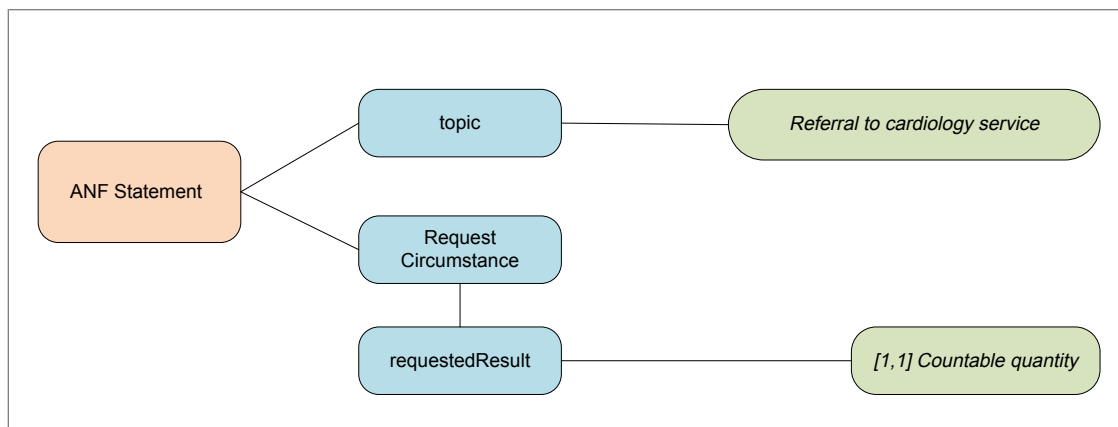 topic
Referral to cardiology service
ANF Statement
Request
Circumstance
requestedResult
[1,1] Countable quantity